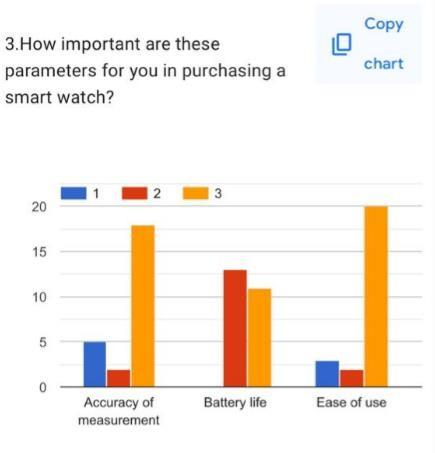 3.How important are these
parameters for you in purchasing a
smart watch?
Copy
chart
1 2 3
20
15
10
5
0
Accuracy of
measurement
Battery life
Ease of use